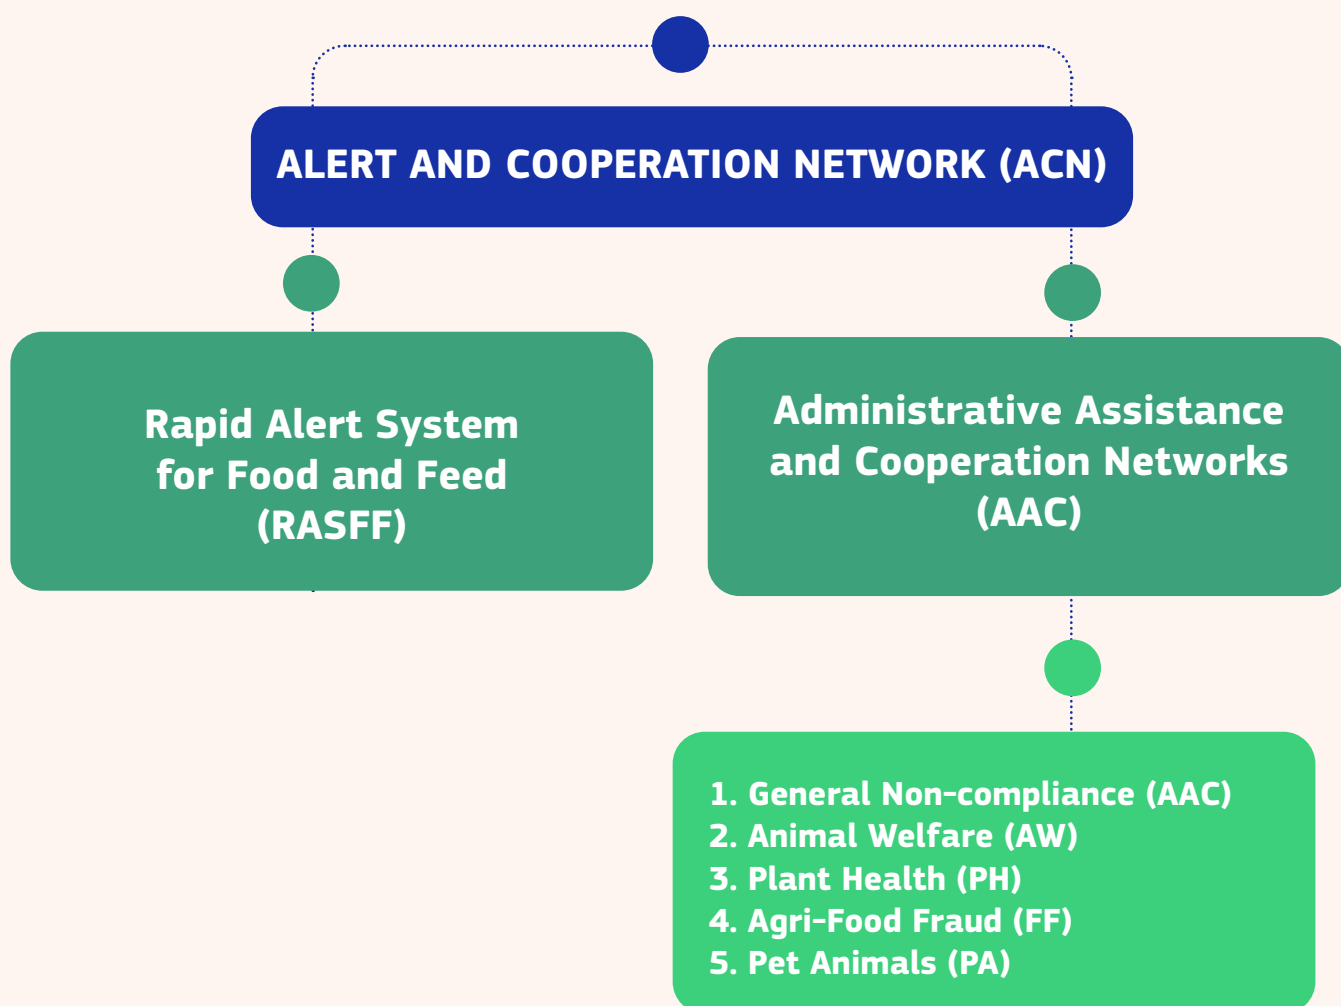 ALERT AND COOPERATION NETWORK (ACN)
Rapid Alert System
for Food and Feed
(RASFF)
Administrative Assistance
and Cooperation Networks
(AAC)
1. General Non-compliance (AAC)
2. Animal Welfare (AW)
3. Plant Health (PH)
4. Agri-Food Fraud (FF)
5. Pet Animals (PA)